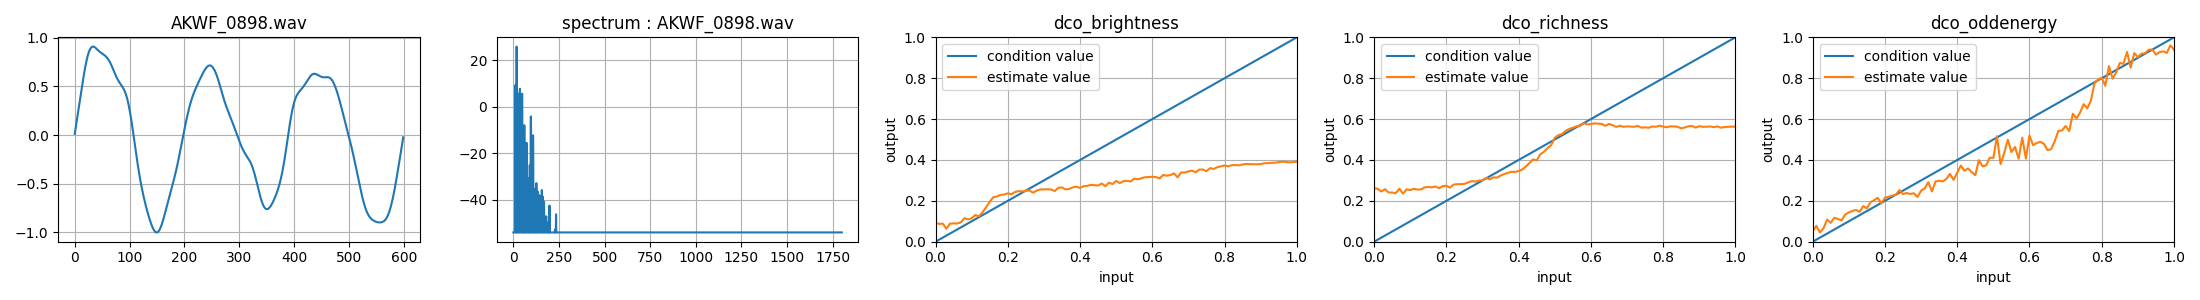 AKWF_0898.wav
1.0
0.5
0.0
−0.5
−1.0
0 100 200 300 400 500 600
spectrum : AKWF_0898.wav
20
0
−20
−40
0 250 500 750 1000 1250 1500 1750
dco_brightness
condition value
estimate value
output
1.0
0.8
0.6
0.4
0.2
0.0
0.0 0.2 0.4 0.6 0.8 1.0
input
dco_richness
condition value
estimate value
output
1.0
0.8
0.6
0.4
0.2
0.0
0.0 0.2 0.4 0.6 0.8 1.0
input
dco_oddenergy
condition value
estimate value
output
1.0
0.8
0.6
0.4
0.2
0.0
0.0 0.2 0.4 0.6 0.8 1.0
input